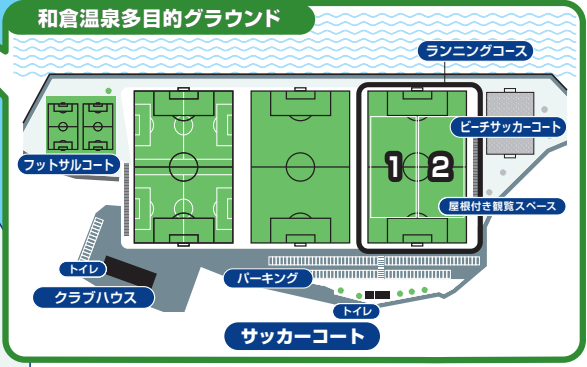 和倉温泉多目的グラウンド
ランニングコース
ビーチサッカーコート
フットサルコート
1 2
屋根付き観覧スペース
トイレ
パーキング
クラブハウス
トイレ
サッカーコート